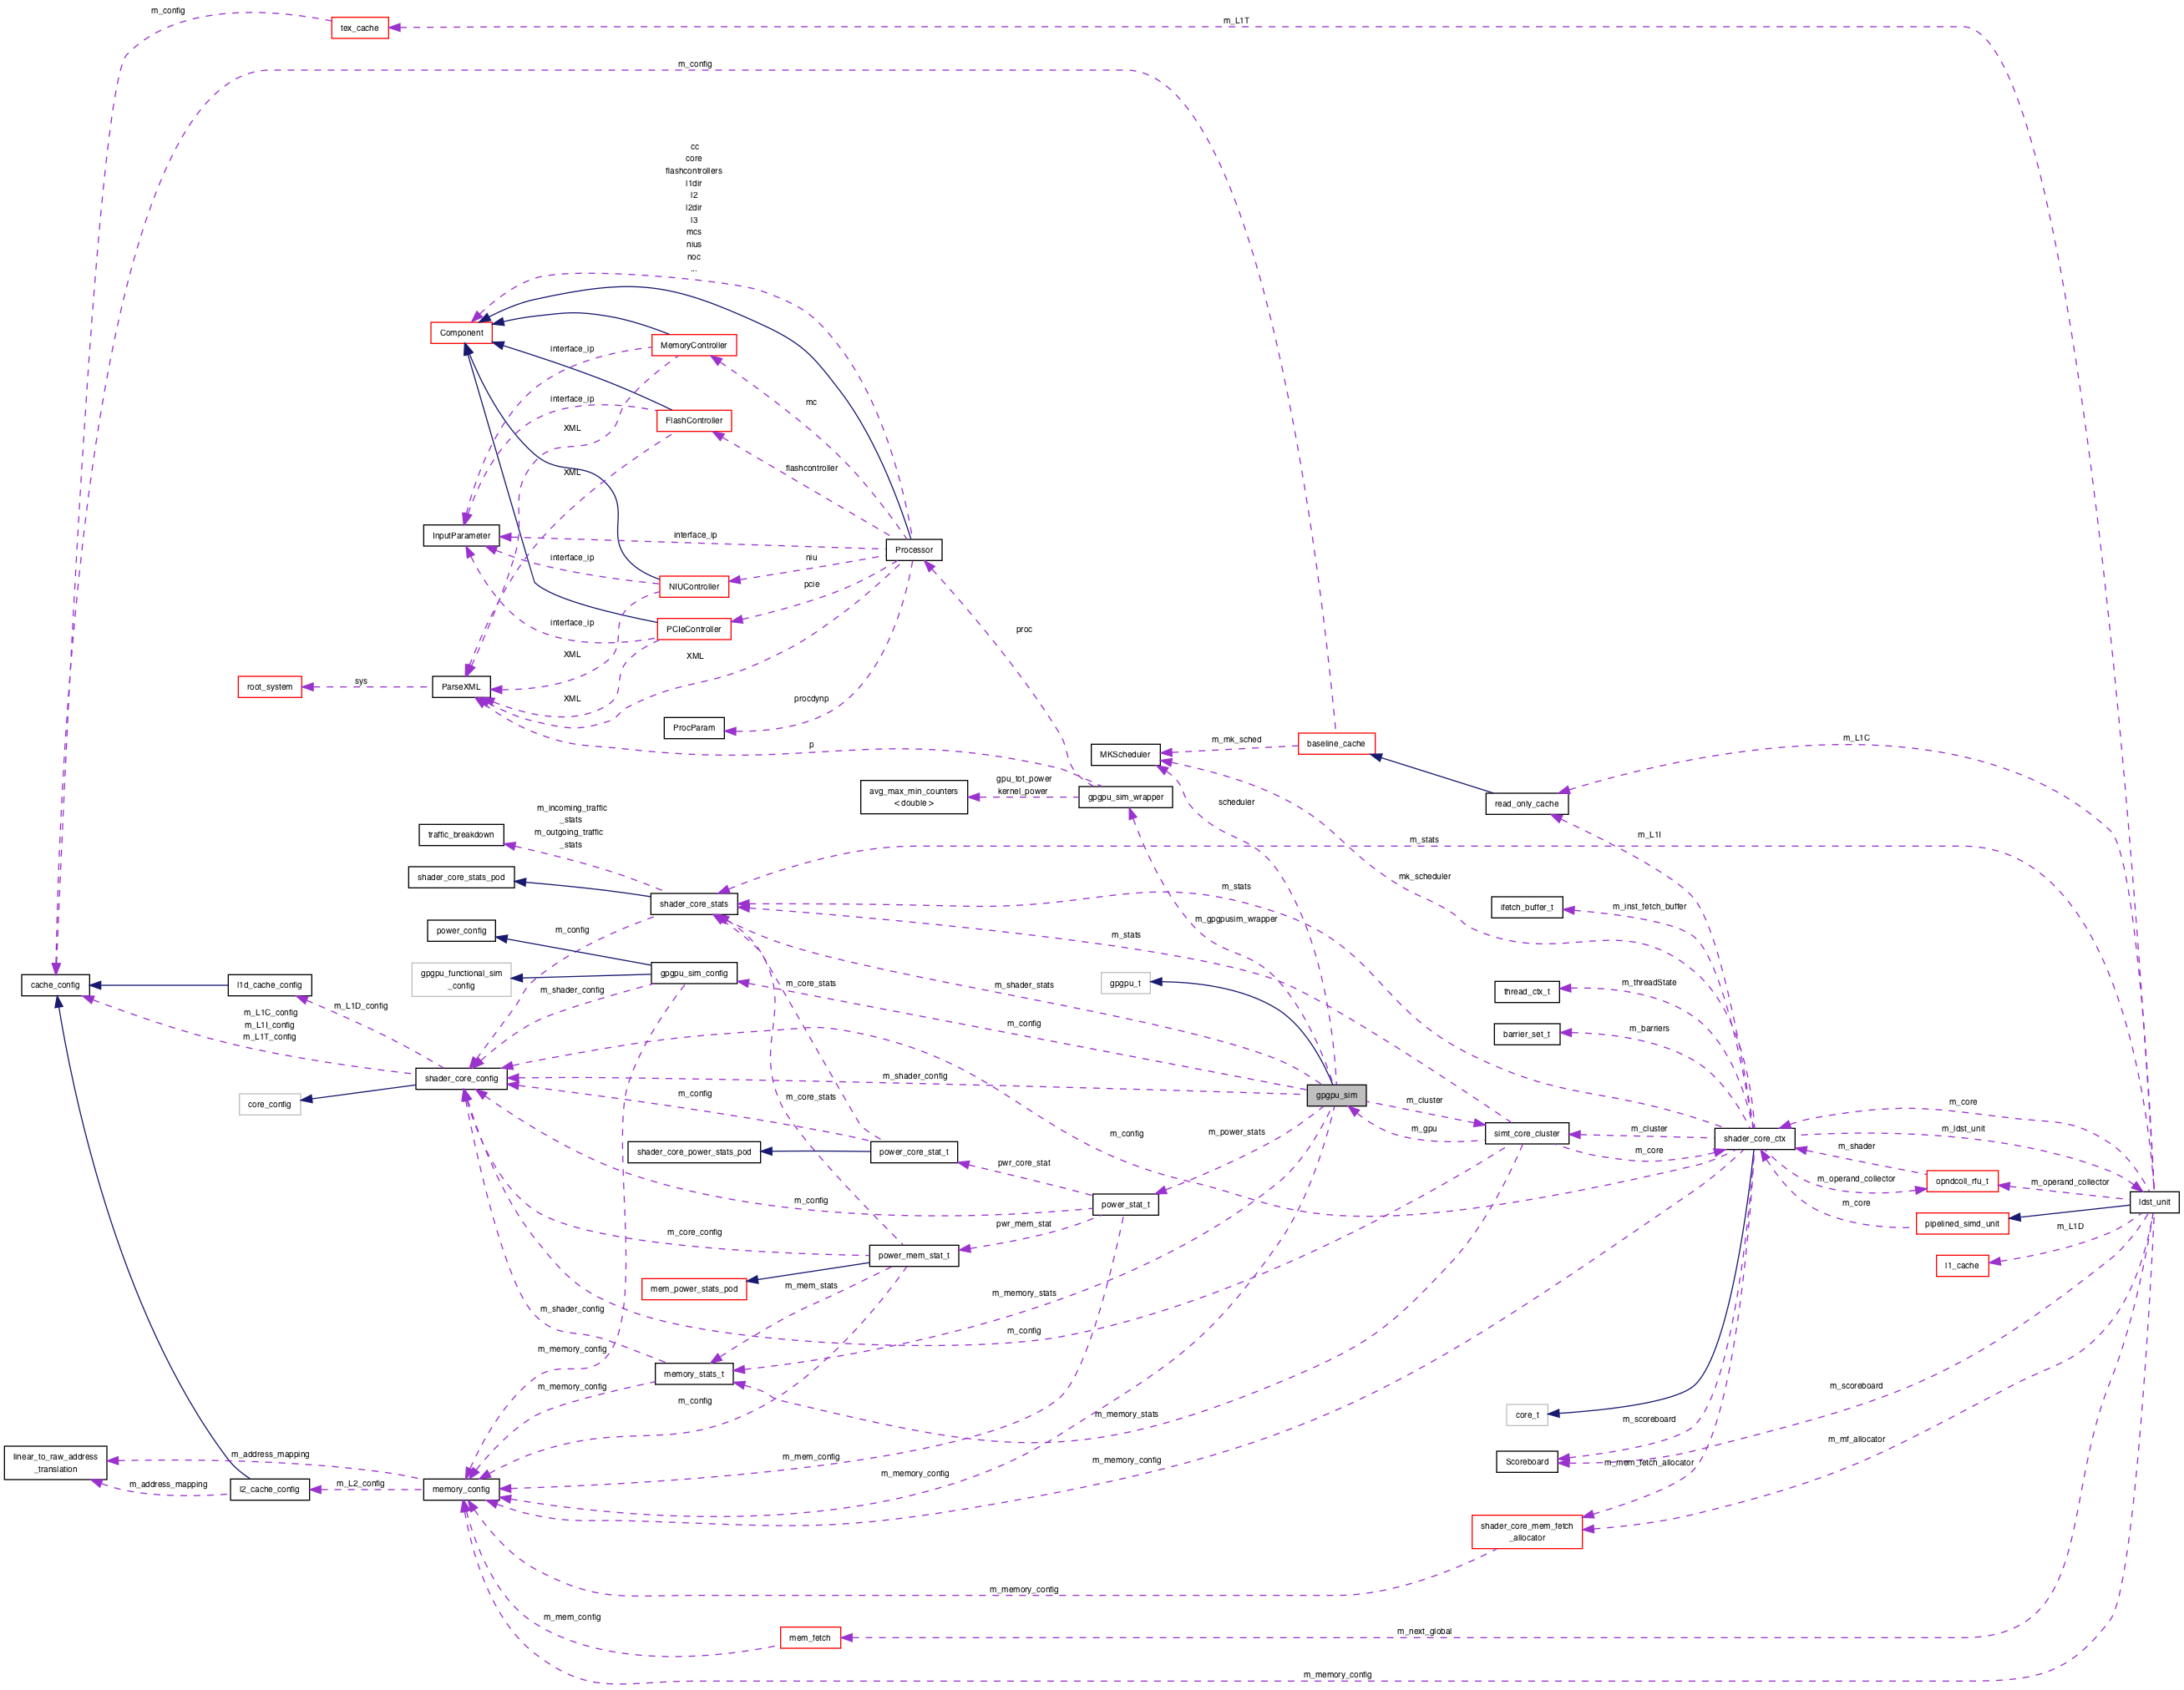 m_config
tex_cache
m_L1T
m_config
cc
core
flashcontrollers
l1dir
l2
l2dir
l3
mcs
nius
noc
...
Component
MemoryController
interface_ip
interface_ip
mc
FlashController
XML
flashcontroller
XML
InputParameter
interface_ip
Processor
interface_ip
niu
NIUController
pcie
PCIeController
interface_ip
proc
XML
XML
root_system
sys
ParseXML
XML
procdynp
ProcParam
p
MKScheduler
m_mk_sched
baseline_cache
m_L1C
avg_max_min_counters
< double >
gpu_tot_power
kernel_power
gpgpu_sim_wrapper
scheduler
read_only_cache
m_incoming_traffic
_stats
m_outgoing_traffic
_stats
traffic_breakdown
m_stats
m_L1I
shader_core_stats_pod
shader_core_stats
m_stats
mk_scheduler
ifetch_buffer_t
m_inst_fetch_buffer
m_gpgpusim_wrapper
power_config
m_config
m_stats
gpgpu_functional_sim
_config
gpgpu_sim_config
cache_config
l1d_cache_config
m_shader_config
m_core_stats
m_shader_stats
gpgpu_t
thread_ctx_t
m_threadState
m_L1D_config
m_L1C_config
m_L1I_config
m_L1T_config
m_config
barrier_set_t
m_barriers
shader_core_config
core_config
m_config
m_shader_config
m_core_stats
gpgpu_sim
m_cluster
m_gpu
simt_core_cluster
m_cluster
m_core
shader_core_ctx
m_core
m_ldst_unit
m_shader
m_config
m_power_stats
shader_core_power_stats_pod
power_core_stat_t
pwr_core_stat
m_operand_collector
opndcoll_rfu_t
m_operand_collector
ldst_unit
m_config
power_stat_t
m_core
pipelined_simd_unit
m_core_config
pwr_mem_stat
m_L1D
power_mem_stat_t
l1_cache
mem_power_stats_pod
m_mem_stats
m_memory_stats
m_shader_config
m_config
m_memory_config
memory_stats_t
m_memory_config
m_config
m_memory_stats
core_t
m_scoreboard
m_scoreboard
linear_to_raw_address
_translation
m_address_mapping
m_address_mapping
l2_cache_config
m_L2_config
memory_config
m_mem_config
m_memory_config
m_memory_config
Scoreboard
m_mem_fetch_allocator
m_mf_allocator
shader_core_mem_fetch
_allocator
m_memory_config
m_mem_config
mem_fetch
m_next_global
m_memory_config